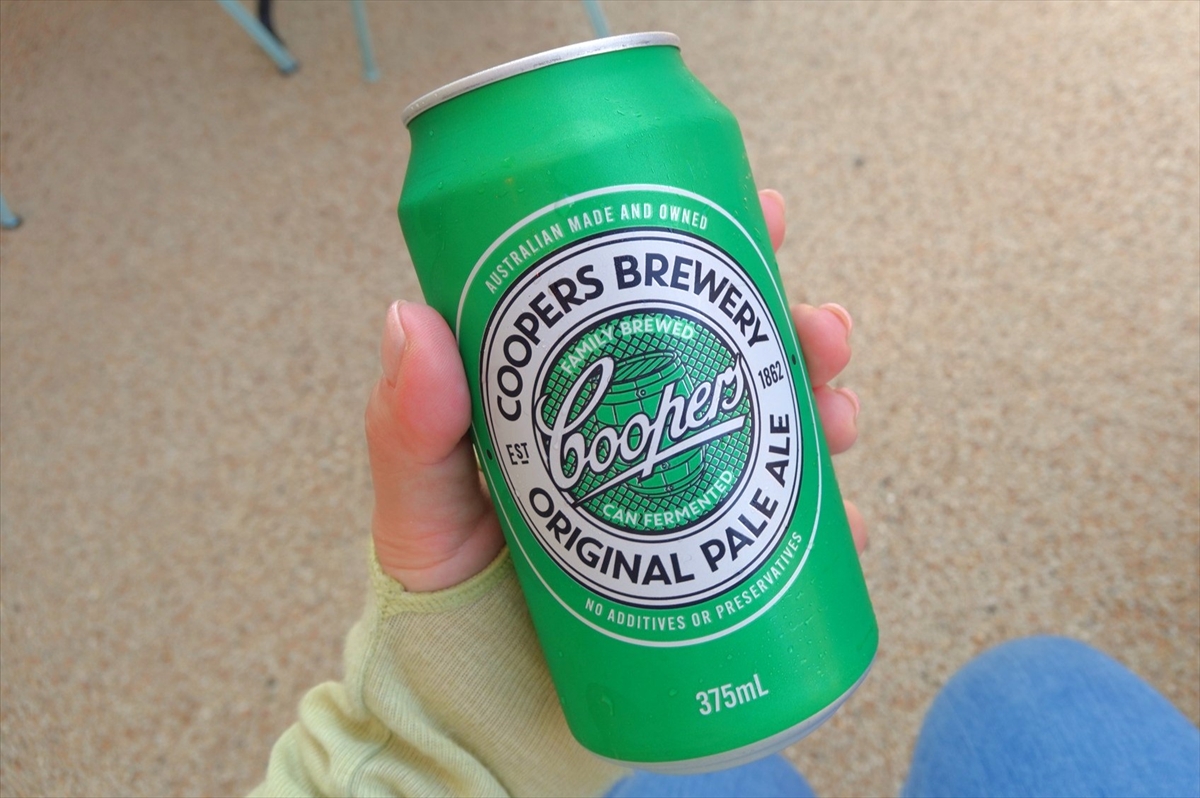 AUSTRALIAN MADE AND OWNED
COOPERS BREWERY
FAMILY BREWED
EST
1862
Coopers
CAN FERMENTED
ORIGINAL PALE ALE
NO ADDITIVES OR PRESERVATIVES
375mL